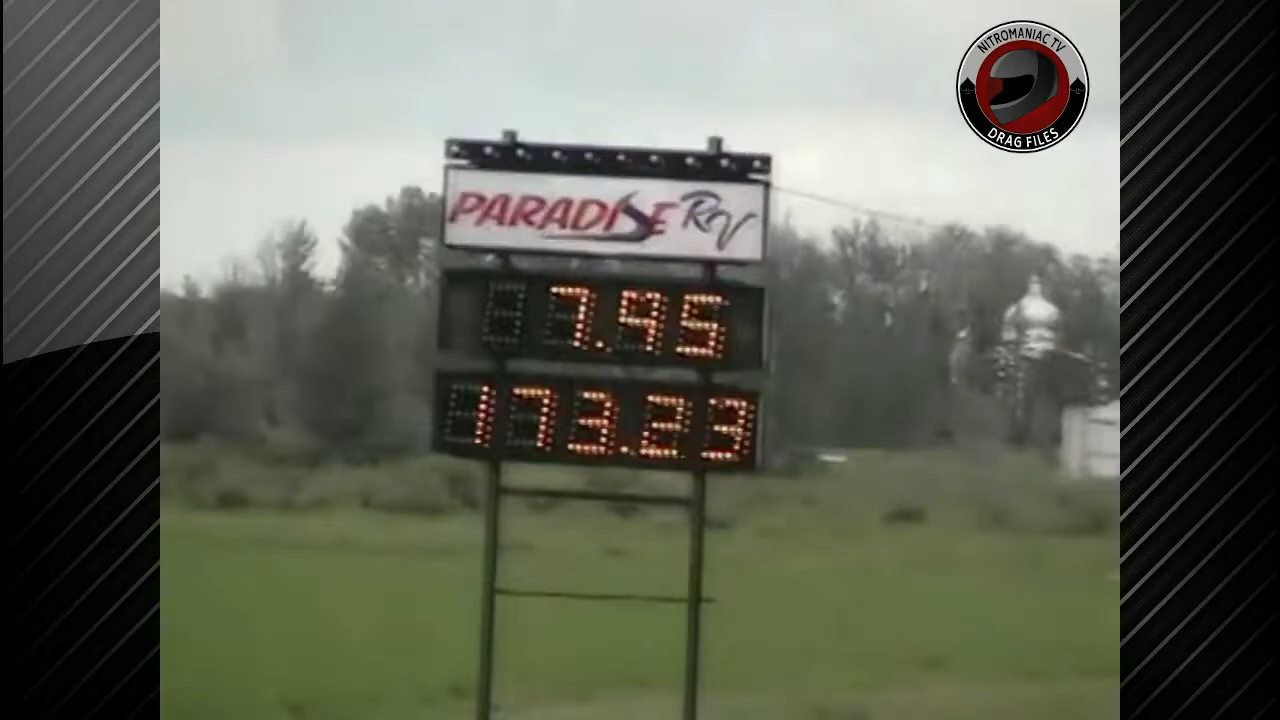 NITROMANIAC TV
DRAG FILES
PARADISE RV
7.95
173.23